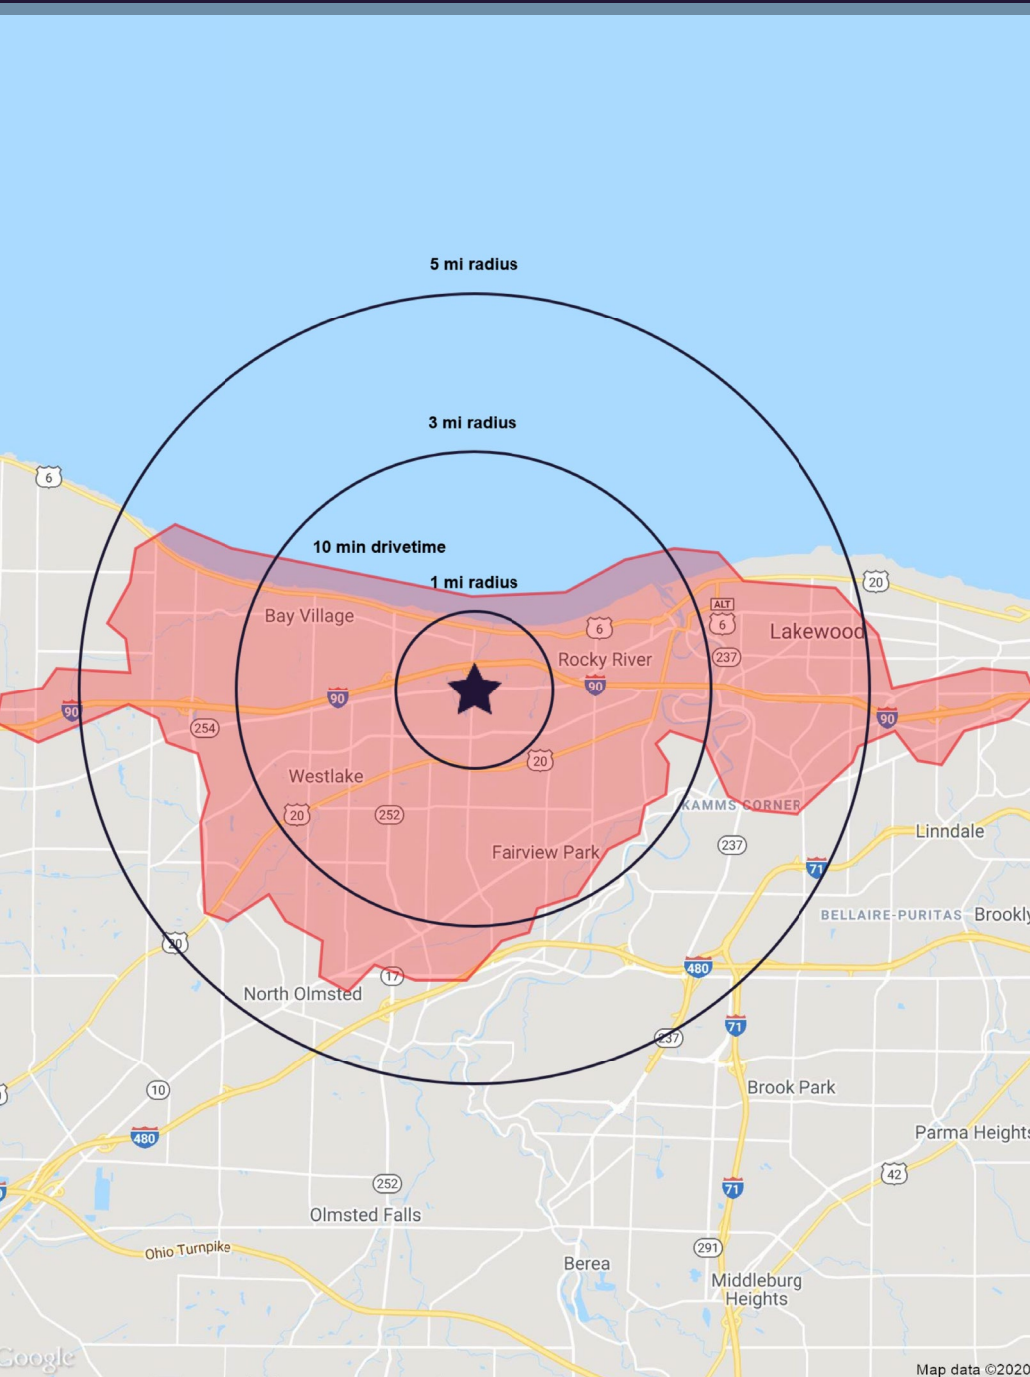 5 mi radius
6
3 mi radius
10 min drivetime
1 mi radius
20
ALT
6
Bay Village
6
Lakewood
Rocky River
237
90
90
90
90
254
20
Westlake
20
252
KAMMS CORNER
Linndale
237
Fairview Park
71
BELLAIRE-PURITAS
Brookly
20
480
17
North Olmsted
71
237
10
Brook Park
480
Parma Heights
42
252
71
Olmsted Falls
Ohio Turnpike
291
Berea
Middleburg
Heights
Google
Map data ©2020